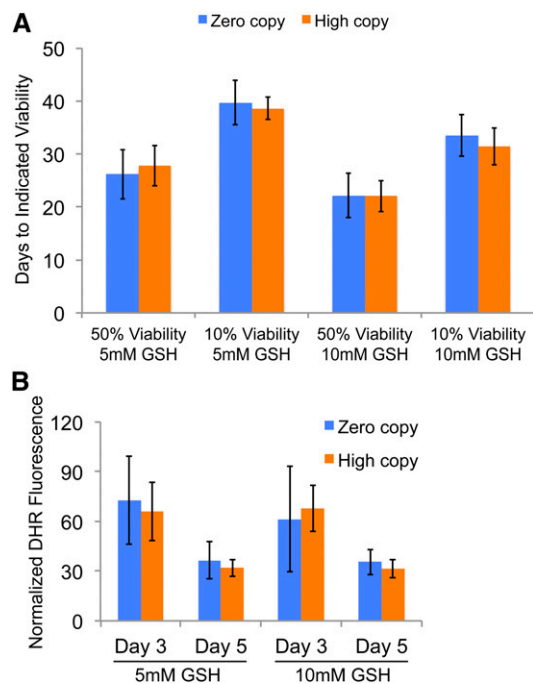 A
Zero copy
High copy
Days to Indicated Viability
50
40
30
20
10
0
50% Viability
5mM GSH
10% Viability
5mM GSH
50% Viability
10mM GSH
10% Viability
10mM GSH
B
Zero copy
High copy
Normalized DHR Fluorescence
120
90
60
30
0
Day 3
Day 5
Day 3
Day 5
5mM GSH
10mM GSH